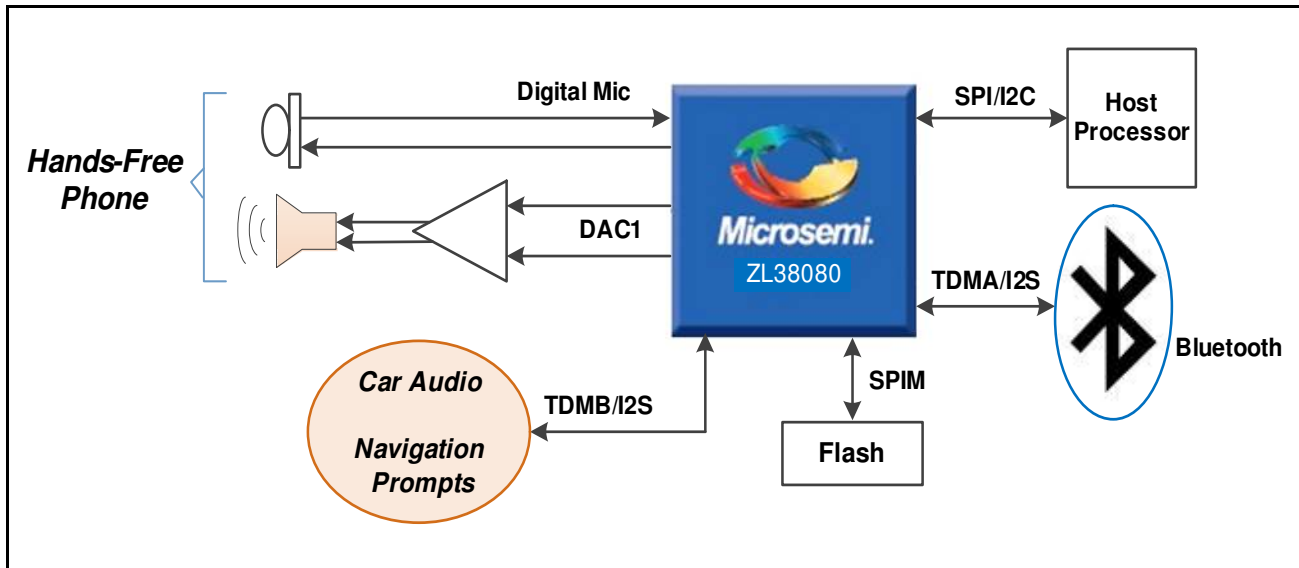 Hands-Free
Phone
Digital Mic
DAC1
Microsemi.
ZL38080
SPI/I2C
Host
Processor
TDMA/I2S
Bluetooth
SPIM
Flash
TDMB/I2S
Car Audio
Navigation
Prompts